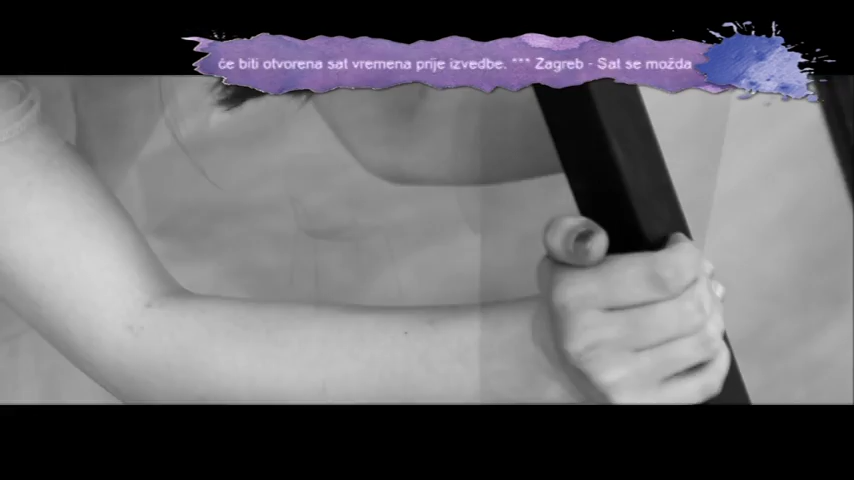 će biti otvorena sat vremena prije izvedbe. *** Zagreb - Sat se možda